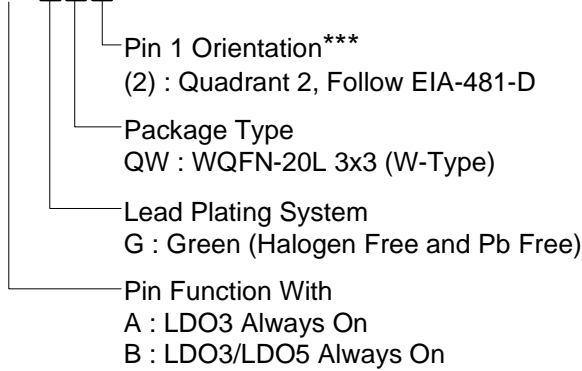 Pin 1 Orientation***
(2) : Quadrant 2, Follow EIA-481-D
Package Type
QW : WQFN-20L 3x3 (W-Type)
Lead Plating System
G : Green (Halogen Free and Pb Free)
Pin Function With
A : LDO3 Always On
B : LDO3/LDO5 Always On